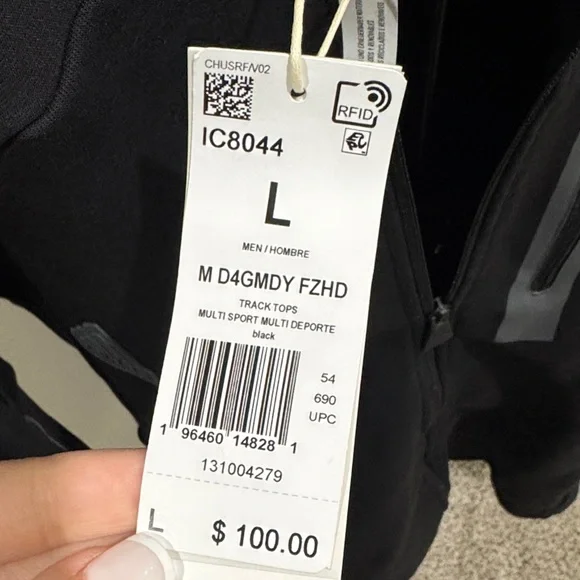 CHUSRF/V02
RFID
IC8044
L
MEN / HOMBRE
M D4GMDY FZHD
TRACK TOPS
MULTI SPORT MULTI DEPORTE
black
54
690
UPC
1 96460 14828 1
131004279
L $ 100.00